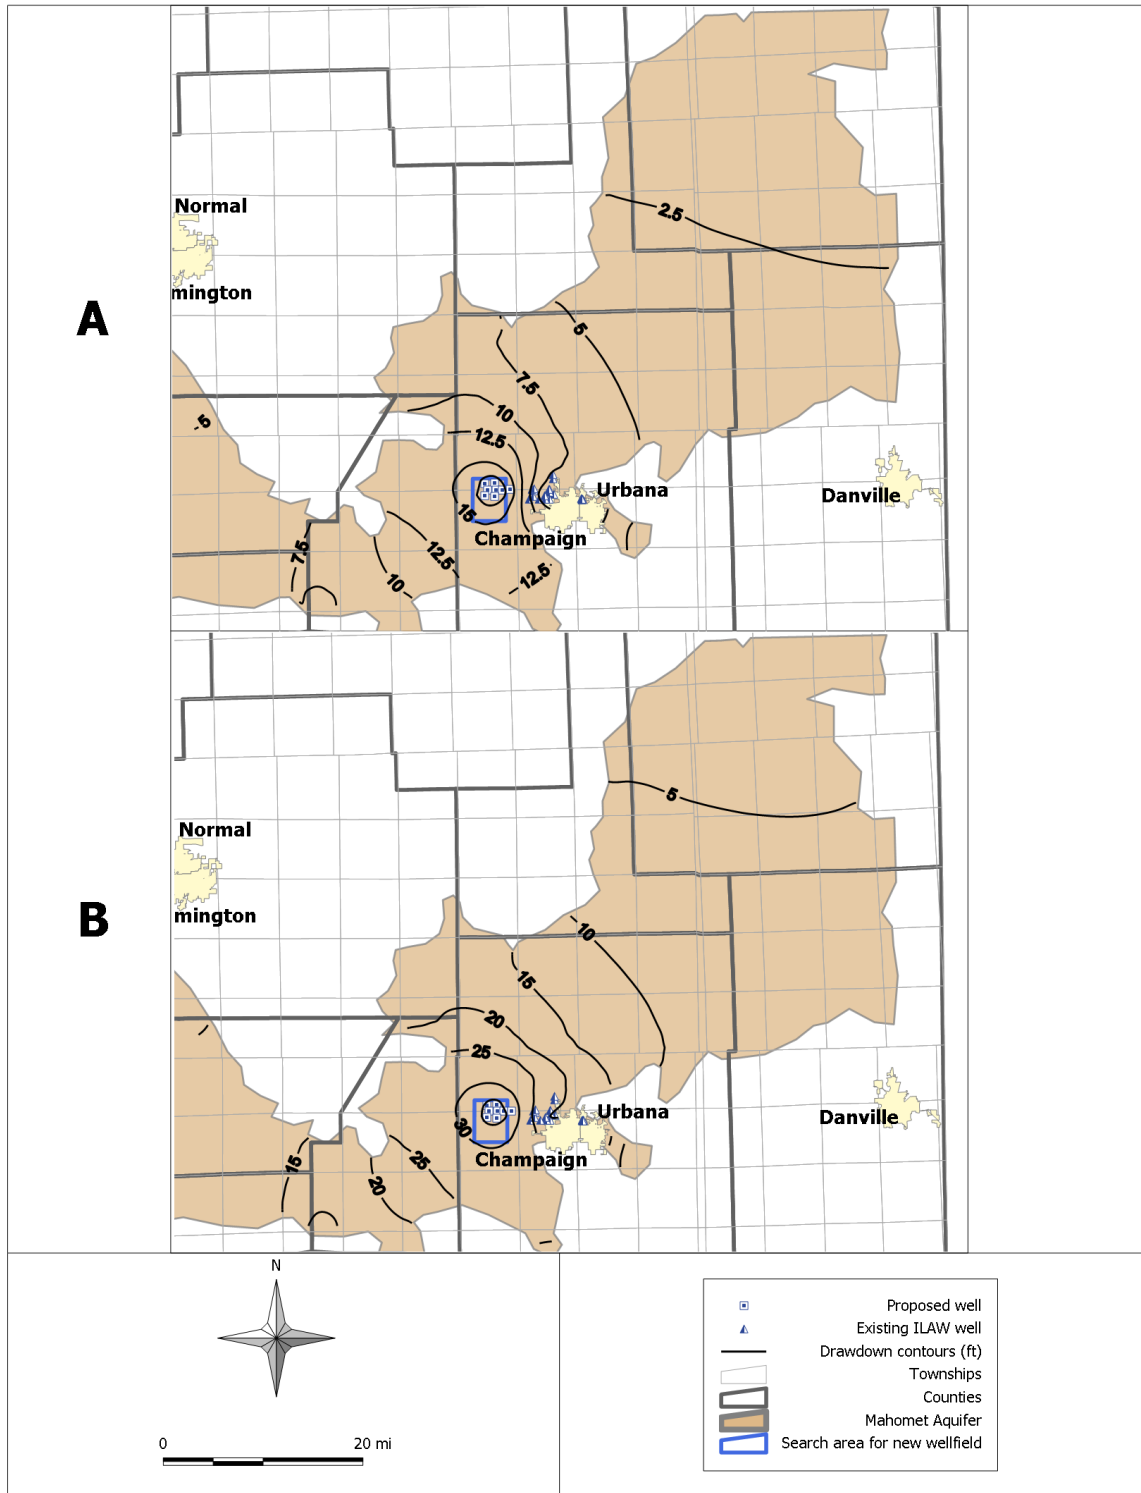 A
Normal
mington
2.5
5
7.5
10
12.5
-5
15
Urbana
Danville
Champaign
7.5
12.5
10
12.5
B
Normal
mington
5
10
15
20
25
30
Urbana
Danville
Champaign
15
25
20
N
0 20 mi
Proposed well
Existing ILAW well
Drawdown contours (ft)
Townships
Counties
Mahomet Aquifer
Search area for new wellfield